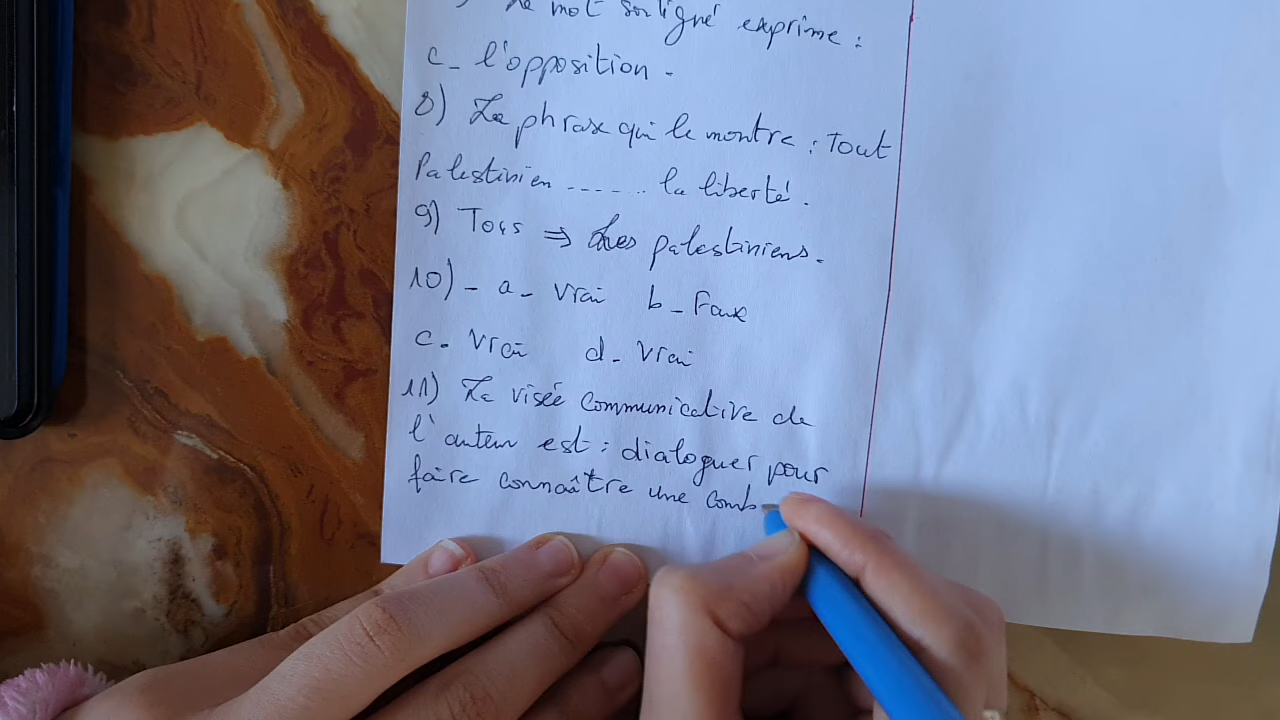 Le mot souligné exprime :
c_ l'opposition -
8) La phrase qui le montre : Tout
Palestinien ------- la liberté.
9) Tous ⇒ Les palestiniens.
10) - a- Vrai b_ Faux
c. Vrai d- Vrai
11) La visée communicative de
l'auteur est : dialoguer pour
faire connaître une comb